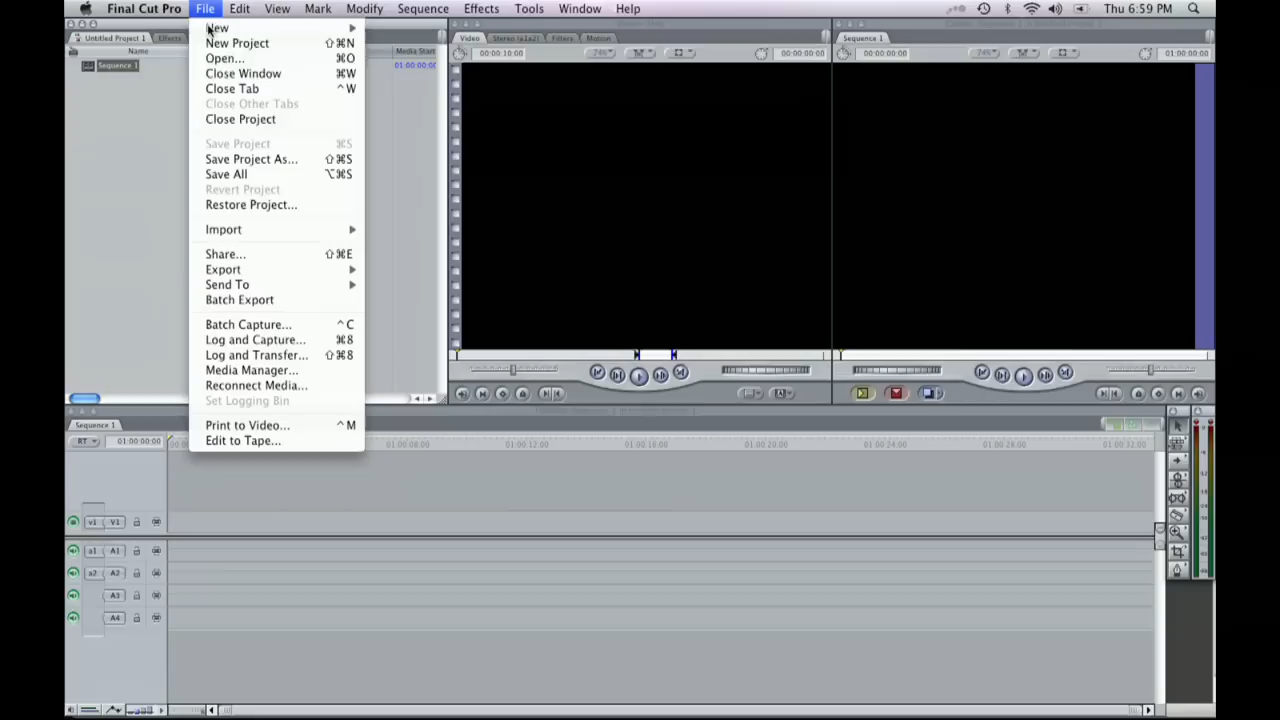 Final Cut Pro File Edit View Mark Modify Sequence Effects Tools Window Help Thu 6:59 PM
Untitled Project 1 Effects
Name Media Start
Sequence 1 01:00:00:00
New
New Project ⇧⌘N
Open... ⌘O
Close Window ⌘W
Close Tab ^W
Close Other Tabs
Close Project
Save Project ⌘S
Save Project As... ⇧⌘S
Save All ⌥⌘S
Revert Project
Restore Project...
Import
Share... ⇧⌘E
Export
Send To
Batch Export
Batch Capture... ^C
Log and Capture... ⌘8
Log and Transfer... ⇧⌘8
Media Manager...
Reconnect Media...
Set Logging Bin
Print to Video... ^M
Edit to Tape...
Video Stereo (a1a2) Filters Motion
00:00:10:00 74% 00:00:00:00
Sequence 1
00:00:00:00 74% 01:00:00:00
Sequence 1
RT 01:00:00:00 01:00:08:00 01:00:12:00 01:00:16:00 01:00:20:00 01:00:24:00 01:00:28:00 01:00:32:00
v1 V1
a1 A1
a2 A2
A3
A4